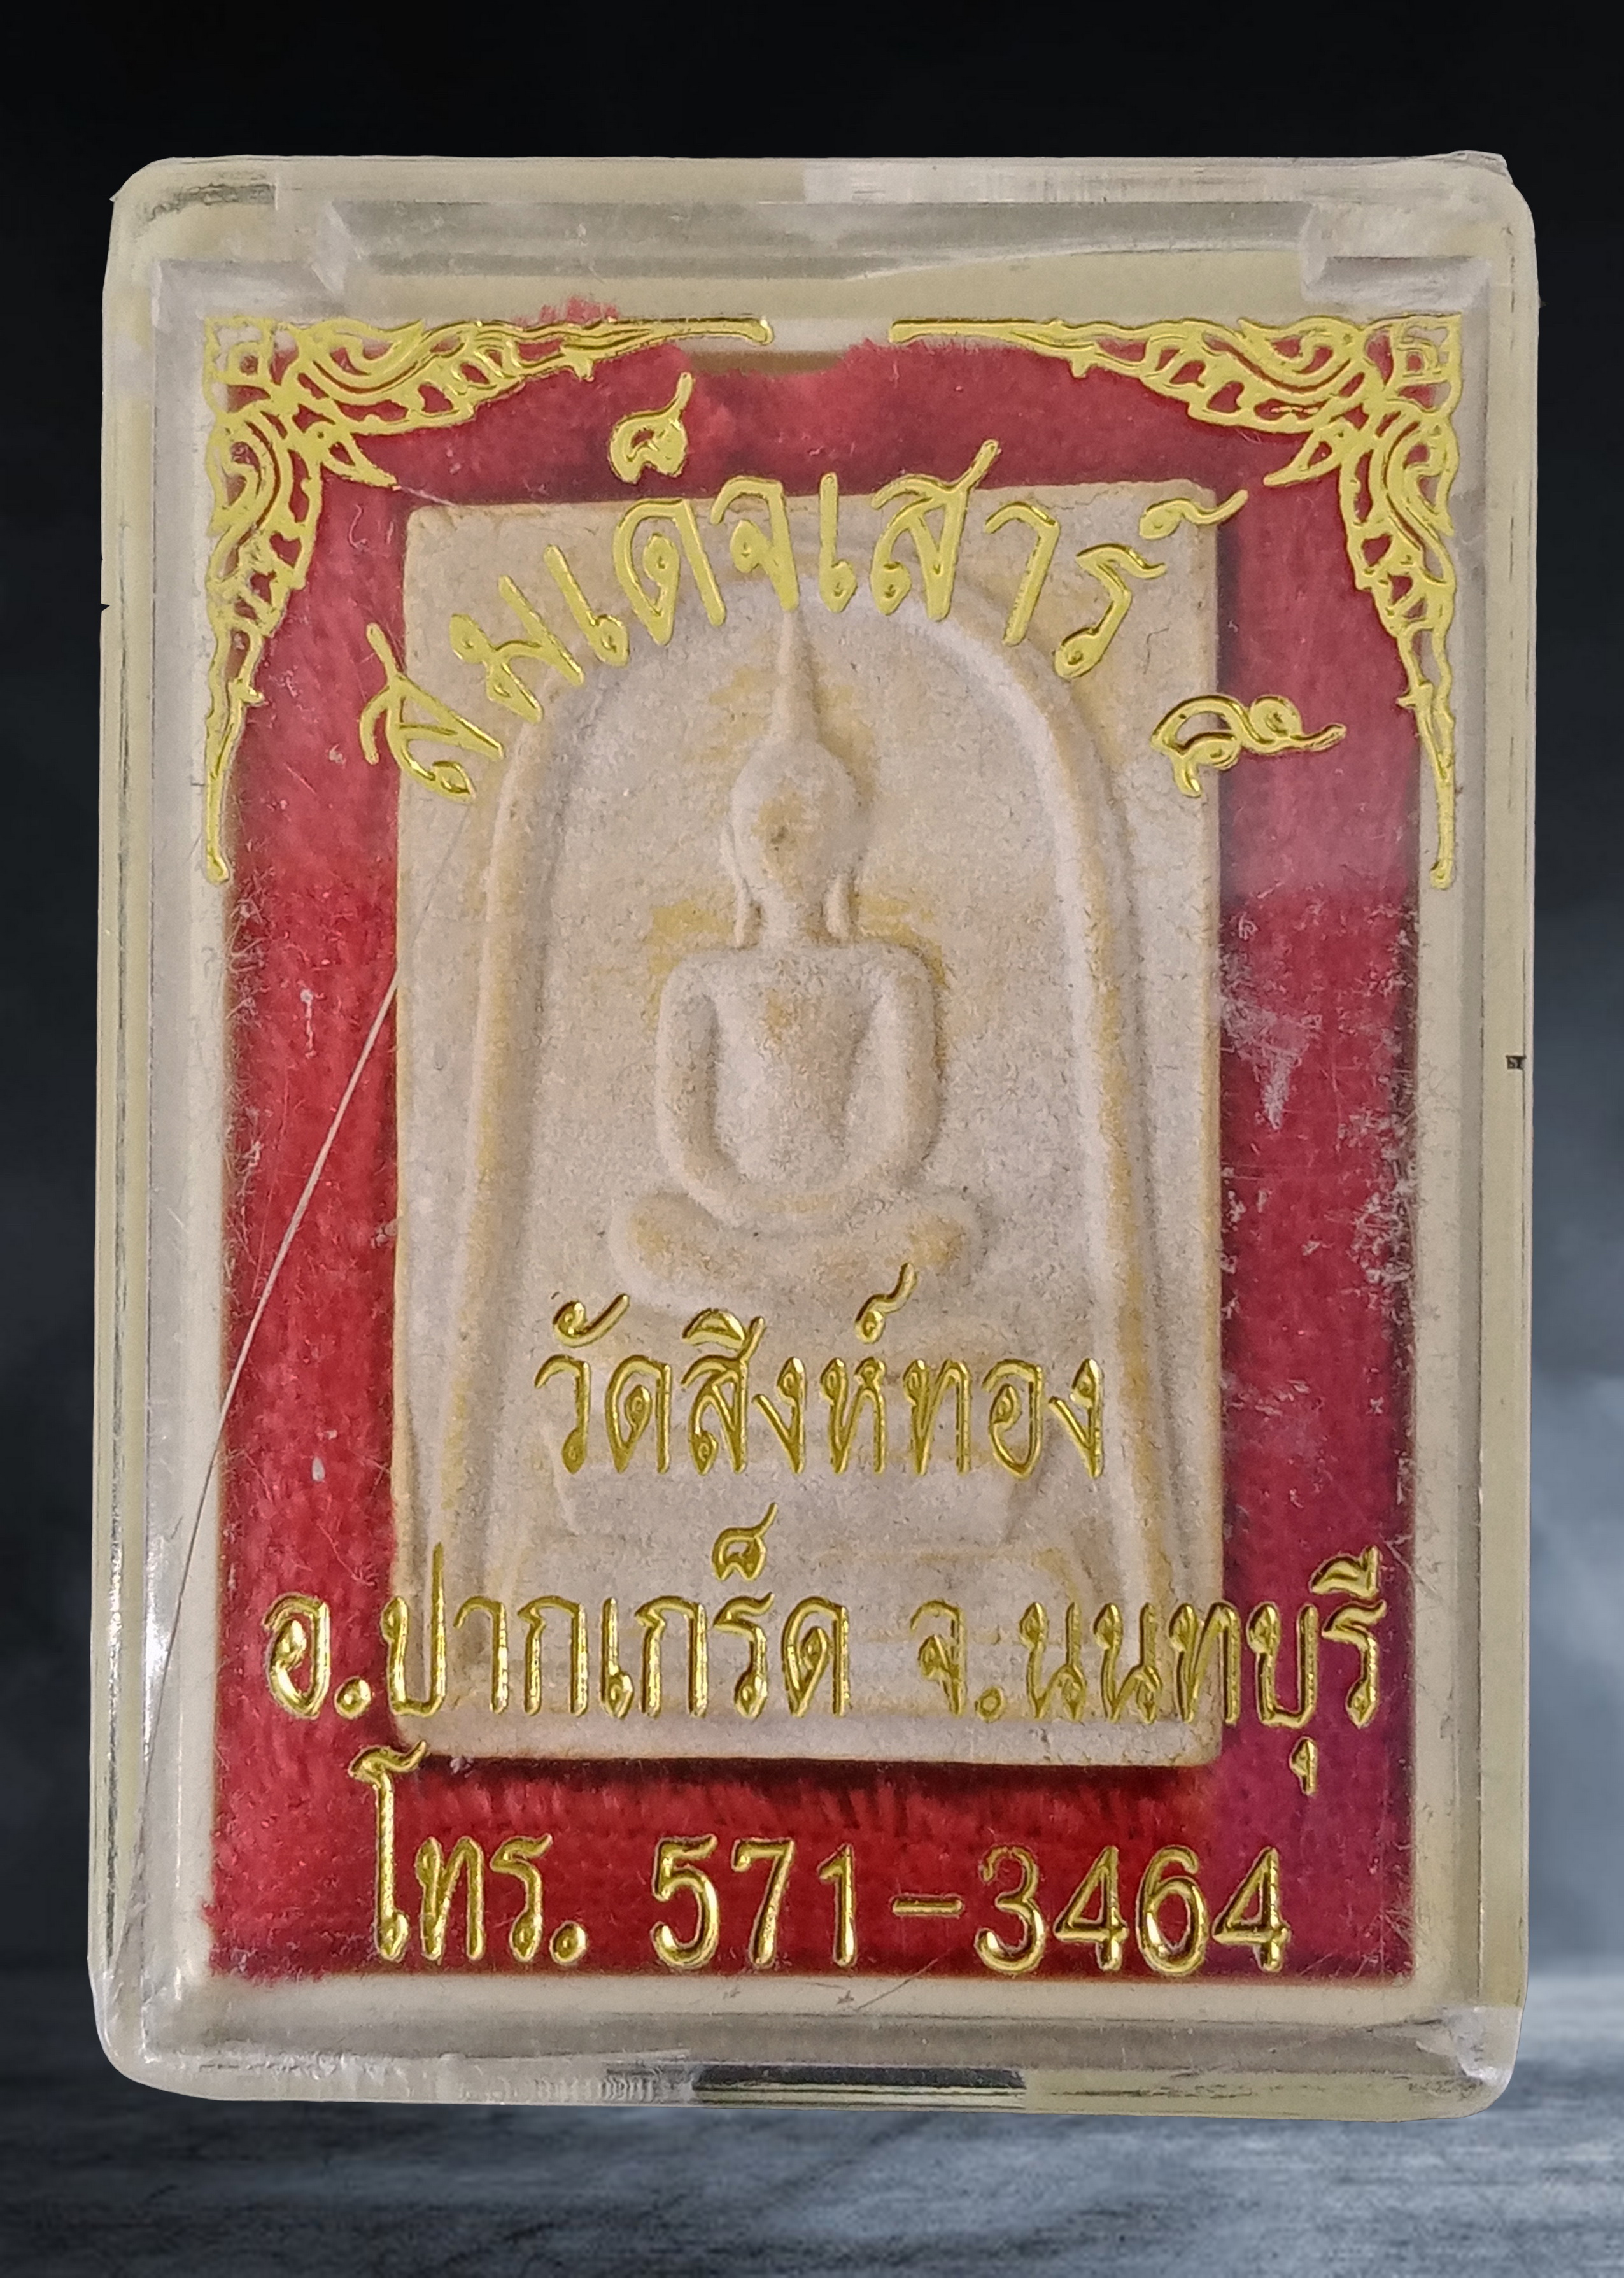 สมเด็จเสาร์ ๕
วัดสิงห์ทอง
อ.ปากเกร็ด จ.นนทบุรี
โทร. 571-3464